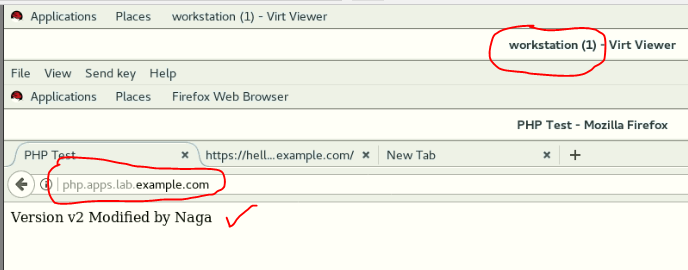 Applications Places workstation (1) - Virt Viewer
workstation (1) - Virt Viewer
File View Send key Help
Applications Places Firefox Web Browser
PHP Test - Mozilla Firefox
PHP Test × https://hell...example.com/ × New Tab × +
php.apps.lab.example.com
Version v2 Modified by Naga